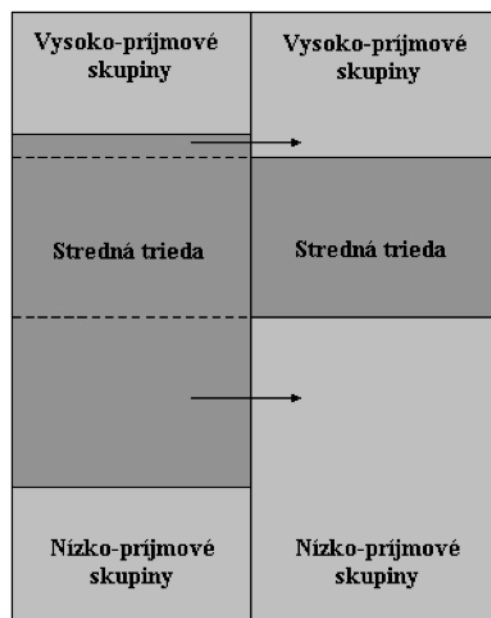 Vysoko-príjmové
skupiny
Vysoko-príjmové
skupiny
Stredná trieda
Stredná trieda
Nízko-príjmové
skupiny
Nízko-príjmové
skupiny